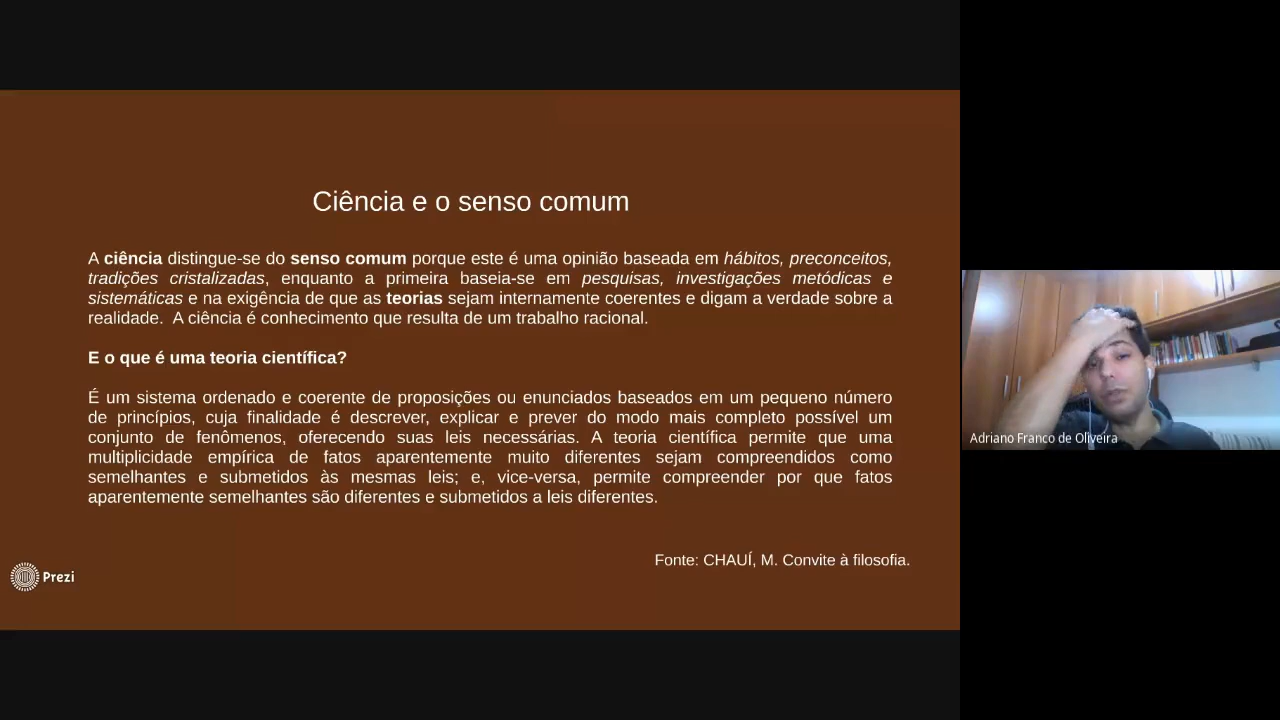 Ciência e o senso comum
A ciência distingue-se do senso comum porque este é uma opinião baseada em hábitos, preconceitos,
tradições cristalizadas, enquanto a primeira baseia-se em pesquisas, investigações metódicas e
sistemáticas e na exigência de que as teorias sejam internamente coerentes e digam a verdade sobre a
realidade.  A ciência é conhecimento que resulta de um trabalho racional.
E o que é uma teoria científica?
É um sistema ordenado e coerente de proposições ou enunciados baseados em um pequeno número
de princípios, cuja finalidade é descrever, explicar e prever do modo mais completo possível um
conjunto de fenômenos, oferecendo suas leis necessárias. A teoria científica permite que uma
multiplicidade empírica de fatos aparentemente muito diferentes sejam compreendidos como
semelhantes e submetidos às mesmas leis; e, vice-versa, permite compreender por que fatos
aparentemente semelhantes são diferentes e submetidos a leis diferentes.
Fonte: CHAUÍ, M. Convite à filosofia.
Prezi
Adriano Franco de Oliveira